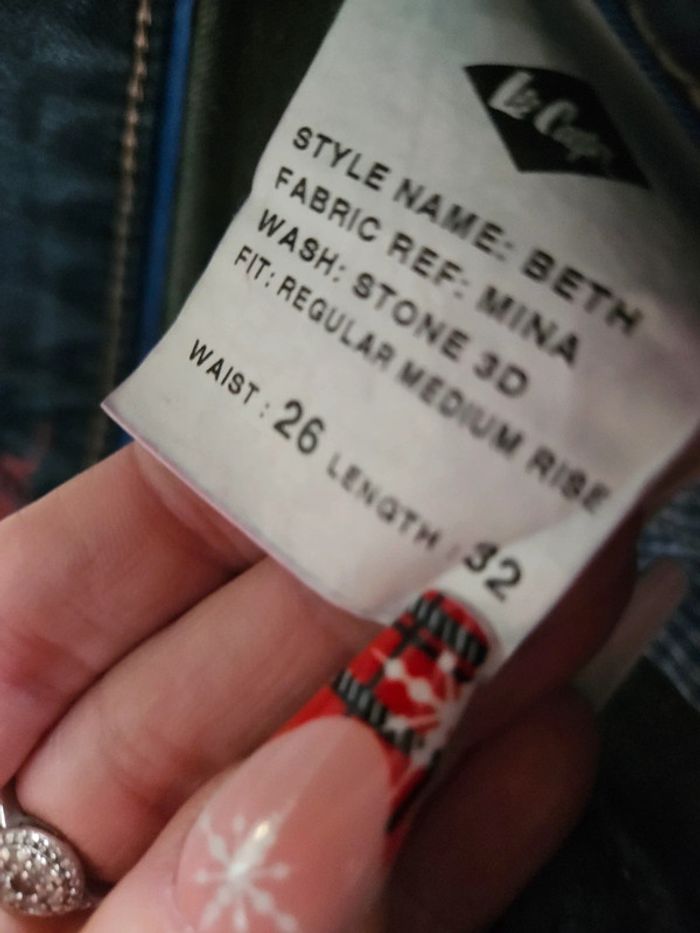 Lee Cooper
STYLE NAME: BETH
FABRIC REF: MINA
WASH: STONE 3D
FIT: REGULAR MEDIUM RISE
WAIST : 26 LENGTH : 32